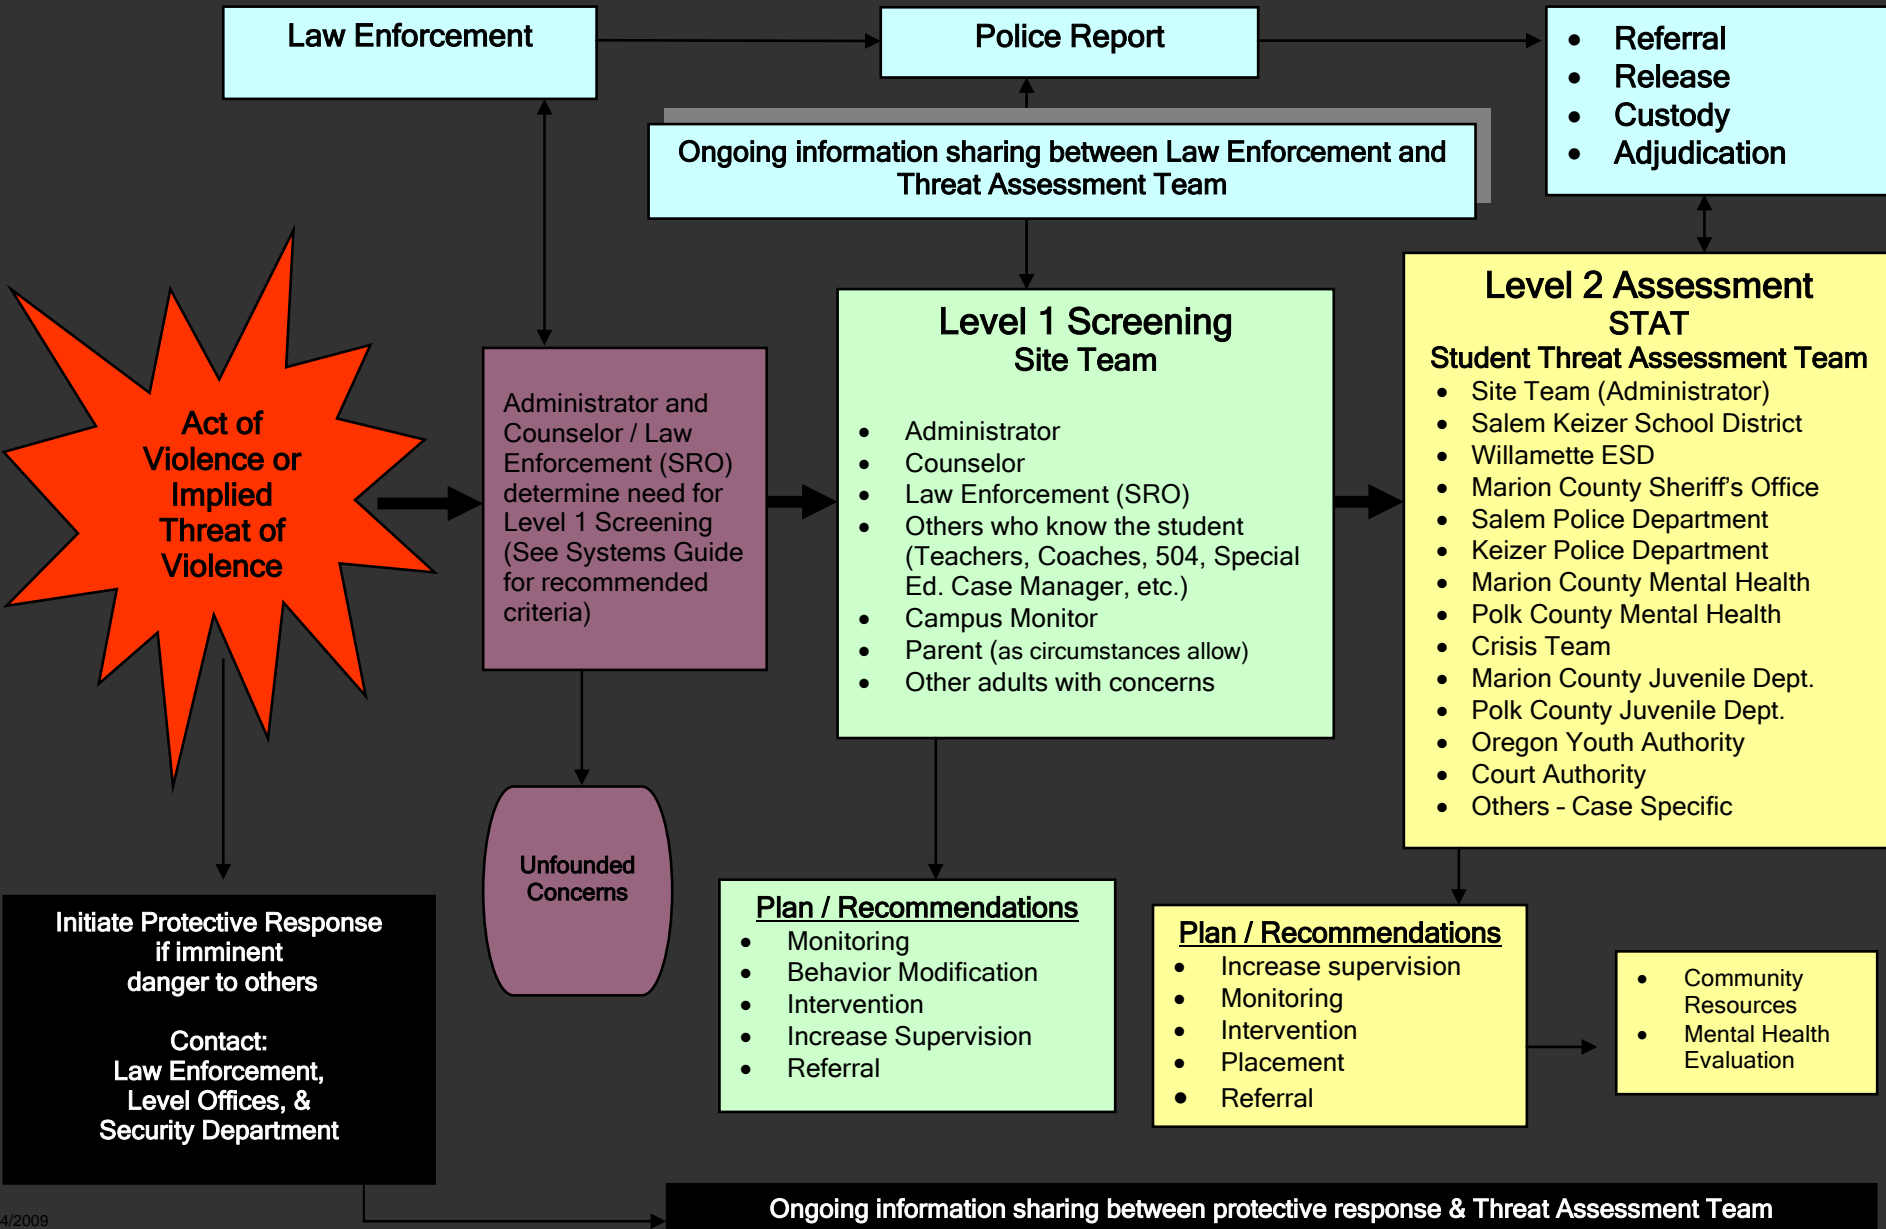 Law Enforcement
Police Report
• Referral
• Release
• Custody
• Adjudication
Ongoing information sharing between Law Enforcement and
Threat Assessment Team
Act of
Violence or
Implied
Threat of
Violence
Administrator and
Counselor / Law
Enforcement (SRO)
determine need for
Level 1 Screening
(See Systems Guide
for recommended
criteria)
Level 1 Screening
Site Team
• Administrator
• Counselor
• Law Enforcement (SRO)
• Others who know the student
(Teachers, Coaches, 504, Special
Ed. Case Manager, etc.)
• Campus Monitor
• Parent (as circumstances allow)
• Other adults with concerns
Level 2 Assessment
STAT
Student Threat Assessment Team
• Site Team (Administrator)
• Salem Keizer School District
• Willamette ESD
• Marion County Sheriff’s Office
• Salem Police Department
• Keizer Police Department
• Marion County Mental Health
• Polk County Mental Health
• Crisis Team
• Marion County Juvenile Dept.
• Polk County Juvenile Dept.
• Oregon Youth Authority
• Court Authority
• Others – Case Specific
Unfounded
Concerns
Initiate Protective Response
if imminent
danger to others
Contact:
Law Enforcement,
Level Offices, &
Security Department
Plan / Recommendations
• Monitoring
• Behavior Modification
• Intervention
• Increase Supervision
• Referral
Plan / Recommendations
• Increase supervision
• Monitoring
• Intervention
• Placement
• Referral
• Community
Resources
• Mental Health
Evaluation
Ongoing information sharing between protective response & Threat Assessment Team
4/2009